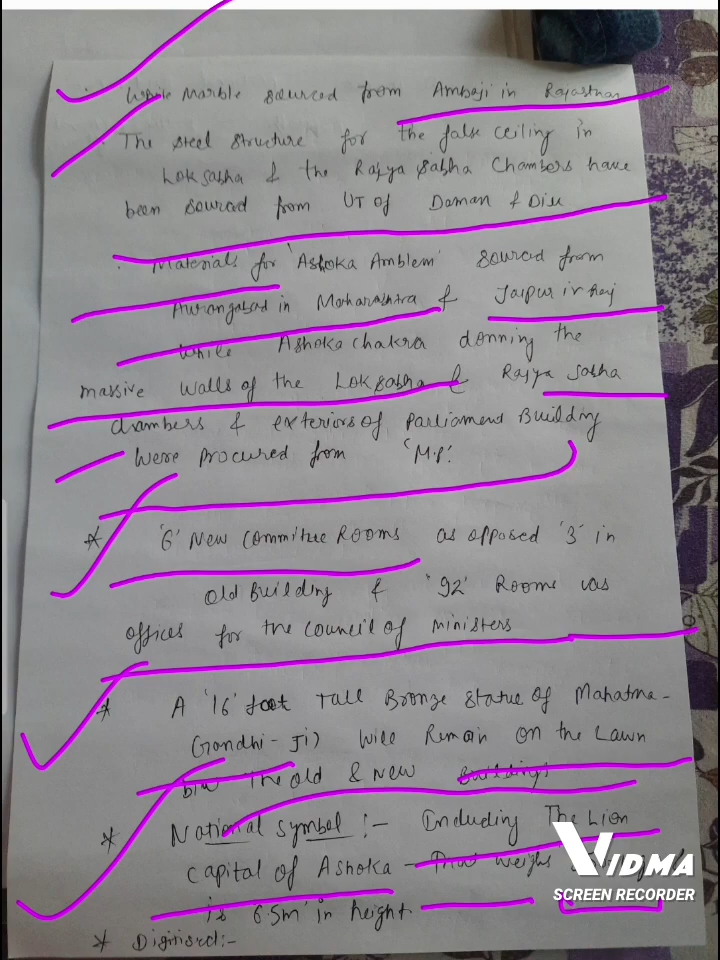 · White Marble sourced from Ambaji in Rajasthan
· The steel structure for the false ceiling in
Loksabha & the Rajya Sabha Chambers have
been sourced from UT of Daman & Diu
· Materials for 'Ashoka Amblem' sourced from
Aurangabad in Maharashtra & Jaipur in Raj
while Ashoka chakra donning the
massive walls of the Loksabha & Rajya Sabha
chambers & exteriors of Parliament Building
were procured from 'M.P.'
* '6' New Committee Rooms as opposed '3' in
old Building & '92' Rooms as
offices for the council of ministers
* A '16' foot Tall Bronze Statue of Mahatma-
Gandhi-Ji) will Remain on the Lawn
b/w The old & New Buildings
* National symbol :- Including The Lion
capital of Ashoka - That weighs
is 6.5m' in height.
* Digitised:-
VIDMA
SCREEN RECORDER